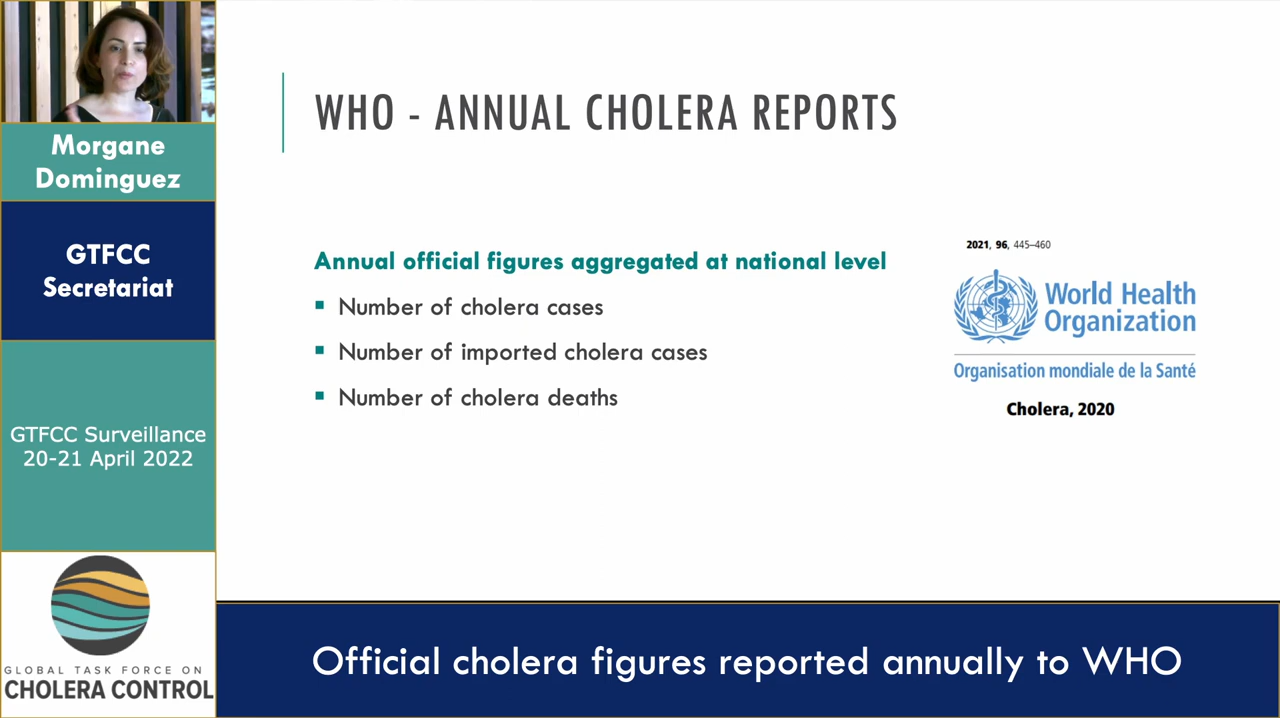 Morgane
Dominguez
GTFCC
Secretariat
GTFCC Surveillance
20-21 April 2022
GLOBAL TASK FORCE ON
CHOLERA CONTROL
WHO - ANNUAL CHOLERA REPORTS
Annual official figures aggregated at national level
▪ Number of cholera cases
▪ Number of imported cholera cases
▪ Number of cholera deaths
2021, 96, 445–460
World Health
Organization
Organisation mondiale de la Santé
Cholera, 2020
Official cholera figures reported annually to WHO